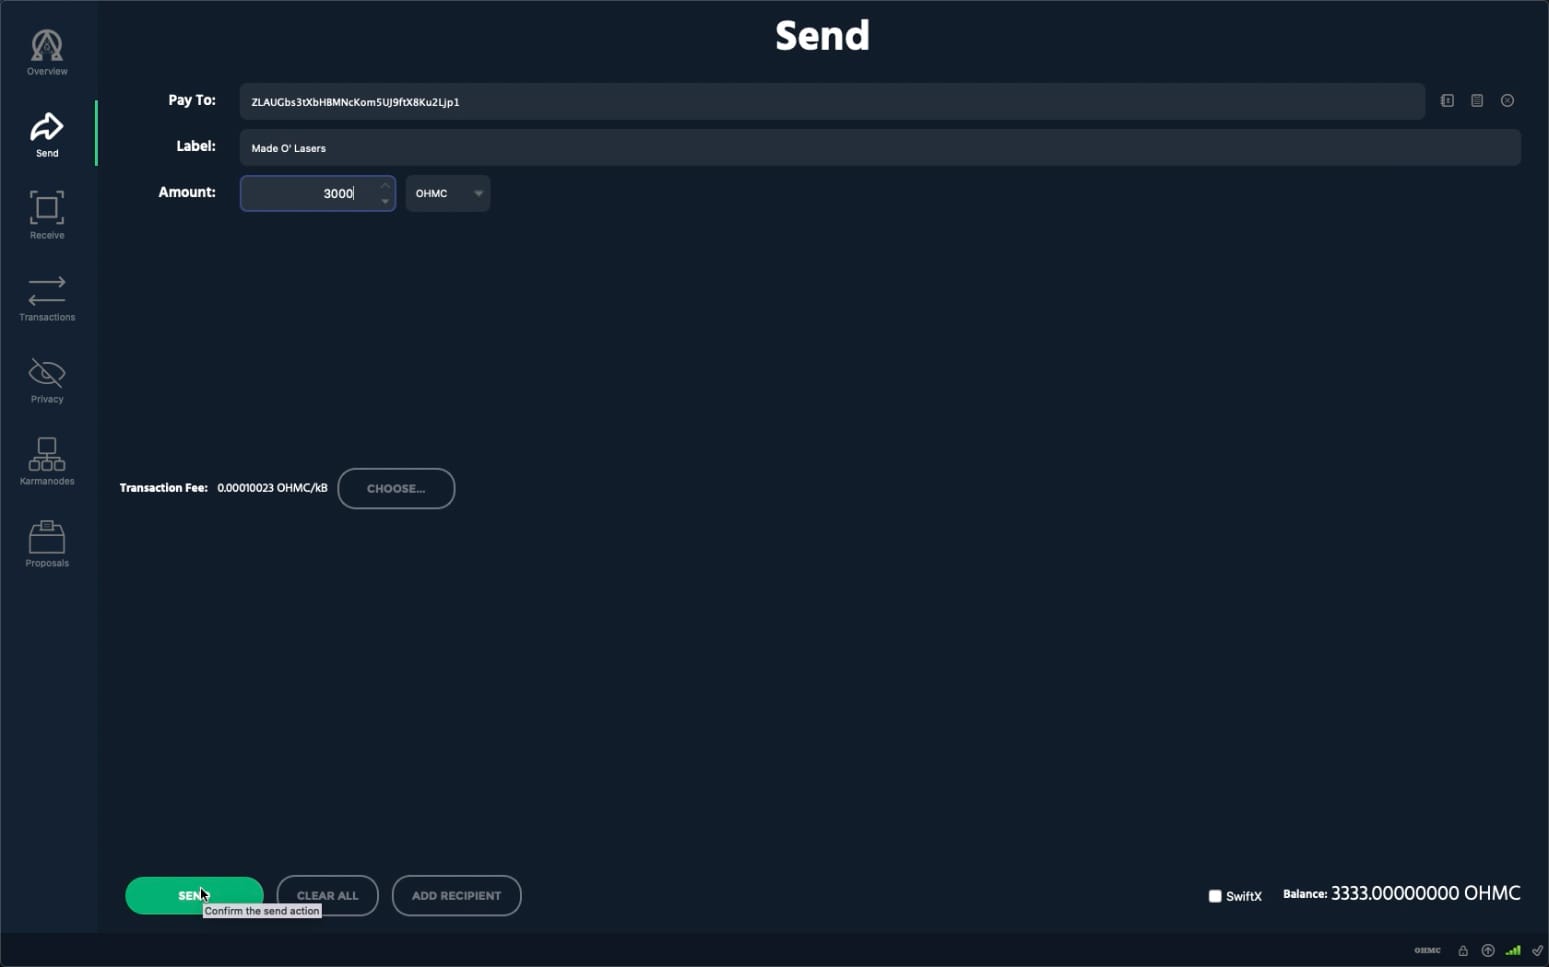 Send
Overview
Send
Receive
Transactions
Privacy
Karmanodes
Proposals
Pay To: ZLAUGbs3tXbHBMNcKom5UJ9ftX8Ku2Ljp1
Label: Made O' Lasers
Amount: 3000 OHMC
Transaction Fee: 0.00010023 OHMC/kB CHOOSE...
SEND CLEAR ALL ADD RECIPIENT
Confirm the send action
SwiftX Balance: 3333.00000000 OHMC
OHMC